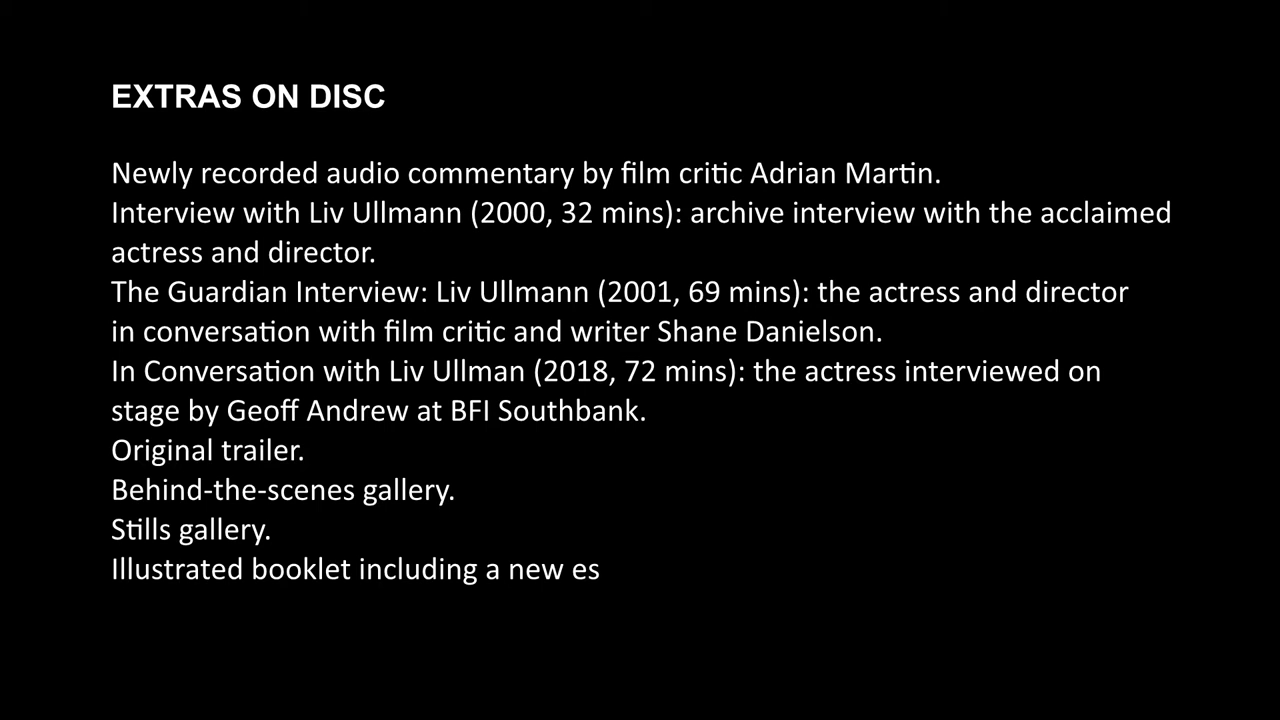 EXTRAS ON DISC
Newly recorded audio commentary by film critic Adrian Martin.
Interview with Liv Ullmann (2000, 32 mins): archive interview with the acclaimed
actress and director.
The Guardian Interview: Liv Ullmann (2001, 69 mins): the actress and director
in conversation with film critic and writer Shane Danielson.
In Conversation with Liv Ullman (2018, 72 mins): the actress interviewed on
stage by Geoff Andrew at BFI Southbank.
Original trailer.
Behind-the-scenes gallery.
Stills gallery.
Illustrated booklet including a new es